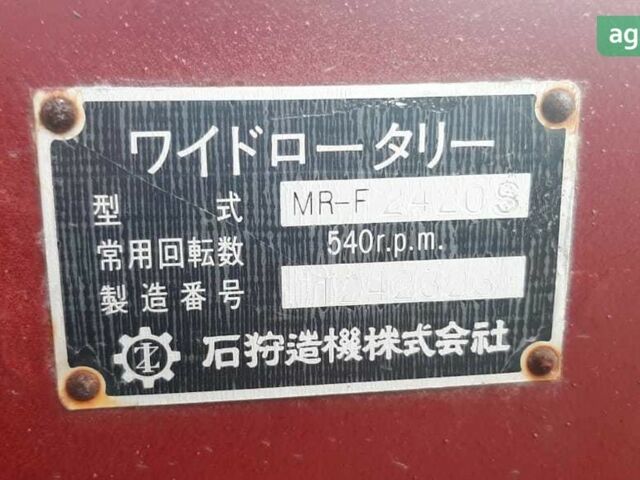 ag
ワイドロータリー
型 式 MR-F 2420S
常用回転数 540r.p.m.
製造番号
石狩造機株式会社